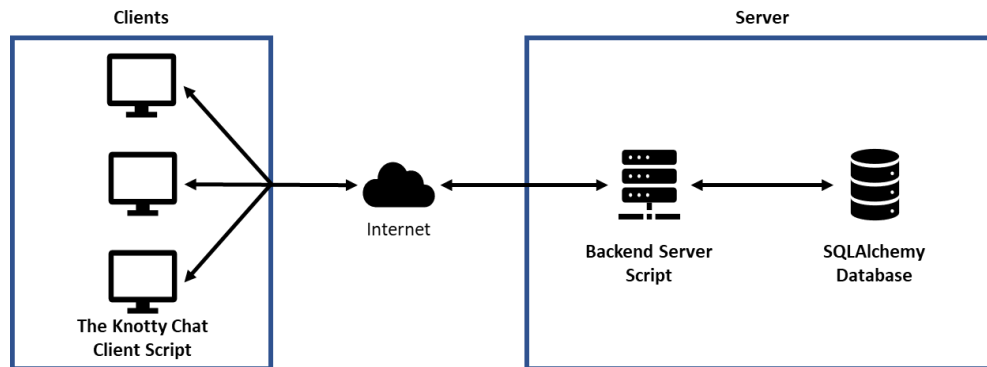 Clients
Server
Internet
Backend Server
Script
SQLAlchemy
Database
The Knotty Chat
Client Script